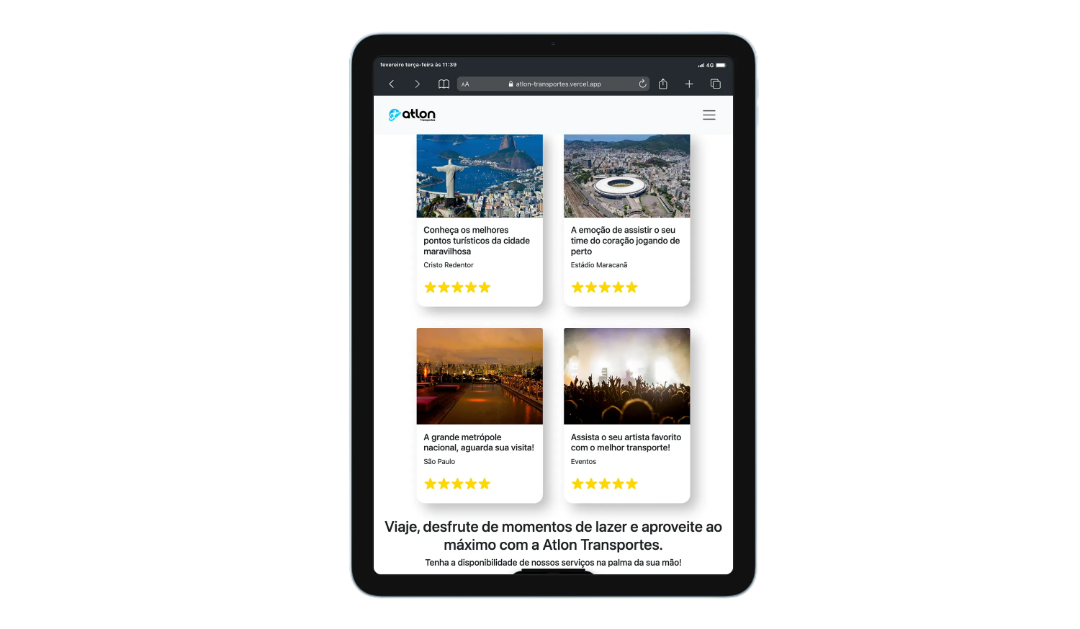 fevereiro terça-feira às 11:39
4G
AA
atlon-transportes.vercel.app
atlon
Conheça os melhores
pontos turísticos da cidade
maravilhosa
Cristo Redentor
A emoção de assistir o seu
time do coração jogando de
perto
Estádio Maracanã
A grande metrópole
nacional, aguarda sua visita!
São Paulo
Assista o seu artista favorito
com o melhor transporte!
Eventos
Viaje, desfrute de momentos de lazer e aproveite ao
máximo com a Atlon Transportes.
Tenha a disponibilidade de nossos serviços na palma da sua mão!